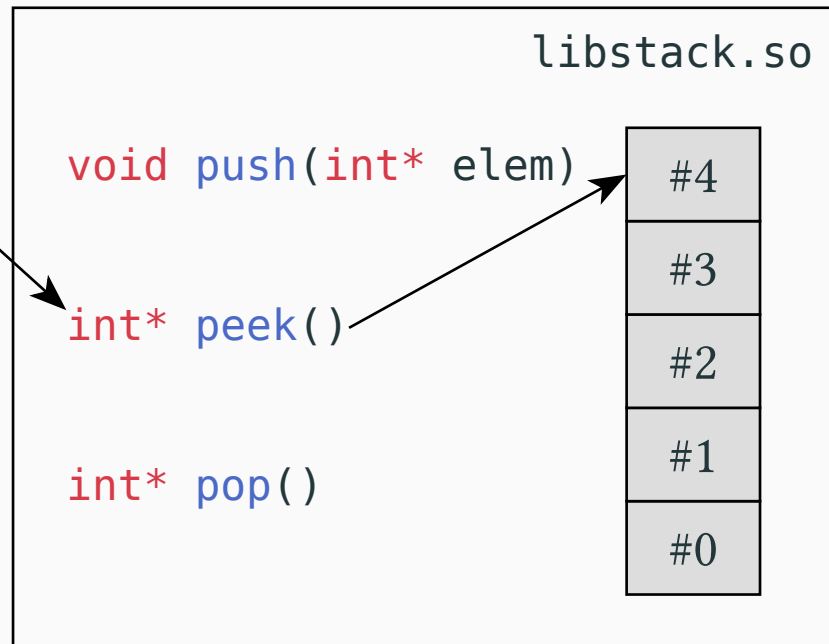 libstack.so
void push(int* elem)
int* peek()
int* pop()
#4
#3
#2
#1
#0